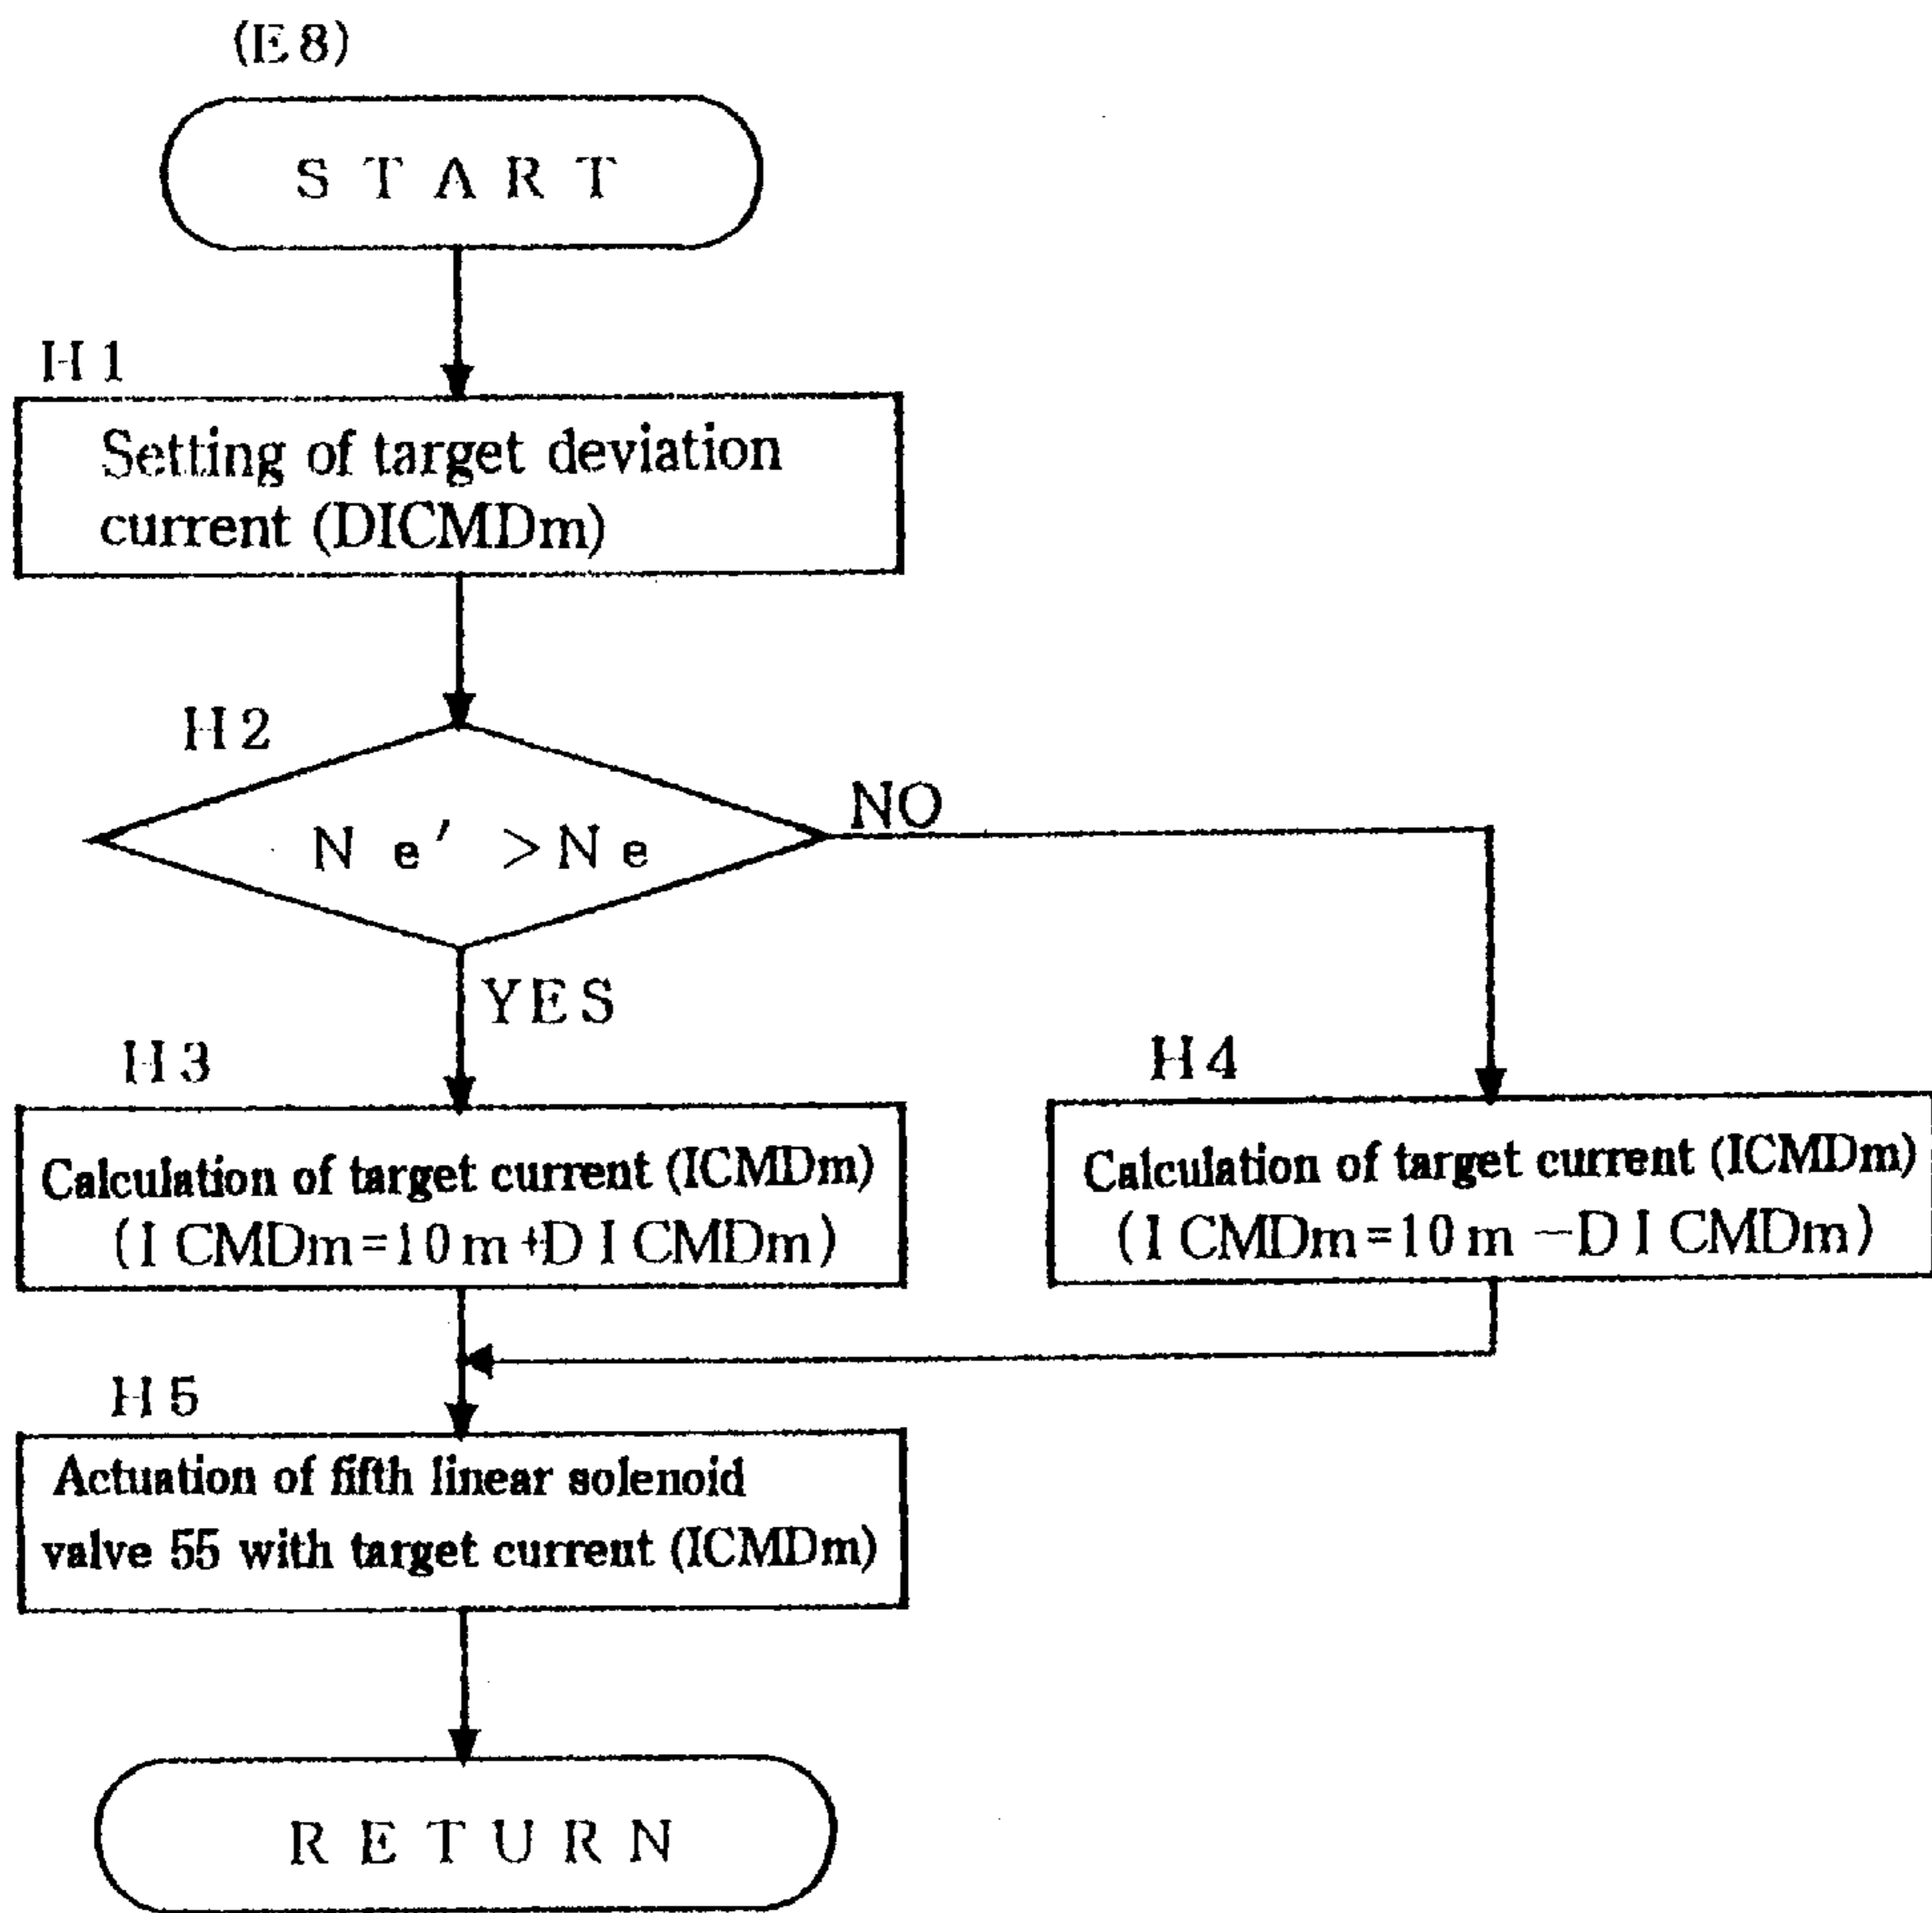 (E8)
START
H1
Setting of target deviation
current (DICMDm)
H2
NO
Ne' >Ne
YES
H3
H4
Calculation of target current (ICMDm)
(ICMDm=10m+DICMDm)
Calculation of target current (ICMDm)
(ICMDm=10m-DICMDm)
H5
Actuation of fifth linear solenoid
valve 55 with target current (ICMDm)
RETURN